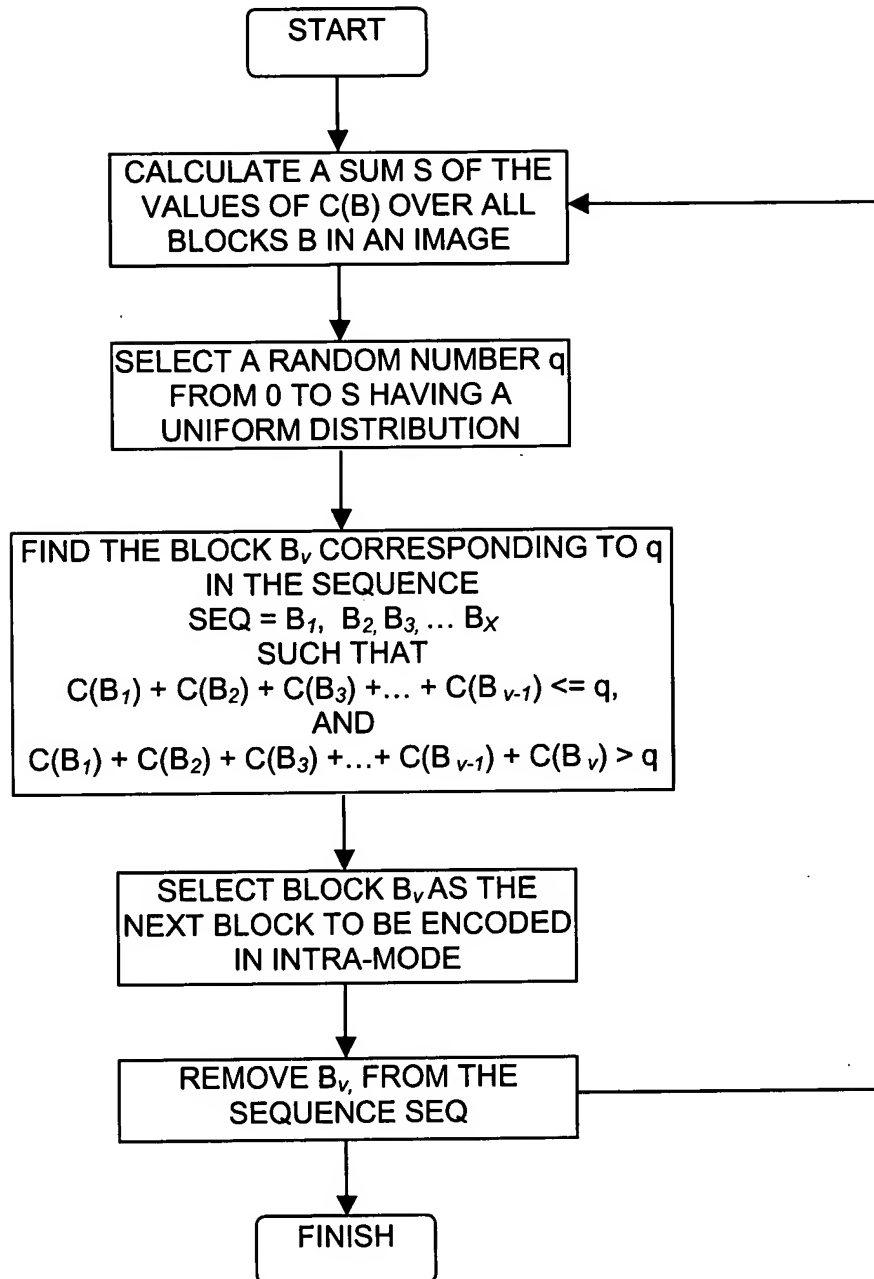 START
CALCULATE A SUM S OF THE
VALUES OF C(B) OVER ALL
BLOCKS B IN AN IMAGE
SELECT A RANDOM NUMBER q
FROM 0 TO S HAVING A
UNIFORM DISTRIBUTION
FIND THE BLOCK Bᵥ CORRESPONDING TO q
IN THE SEQUENCE
SEQ = B₁, B₂, B₃, ... Bₓ
SUCH THAT
C(B₁) + C(B₂) + C(B₃) +... + C(Bᵥ₋₁) <= q,
AND
C(B₁) + C(B₂) + C(B₃) +...+ C(Bᵥ₋₁) + C(Bᵥ) > q
SELECT BLOCK Bᵥ AS THE
NEXT BLOCK TO BE ENCODED
IN INTRA-MODE
REMOVE Bᵥ, FROM THE
SEQUENCE SEQ
FINISH